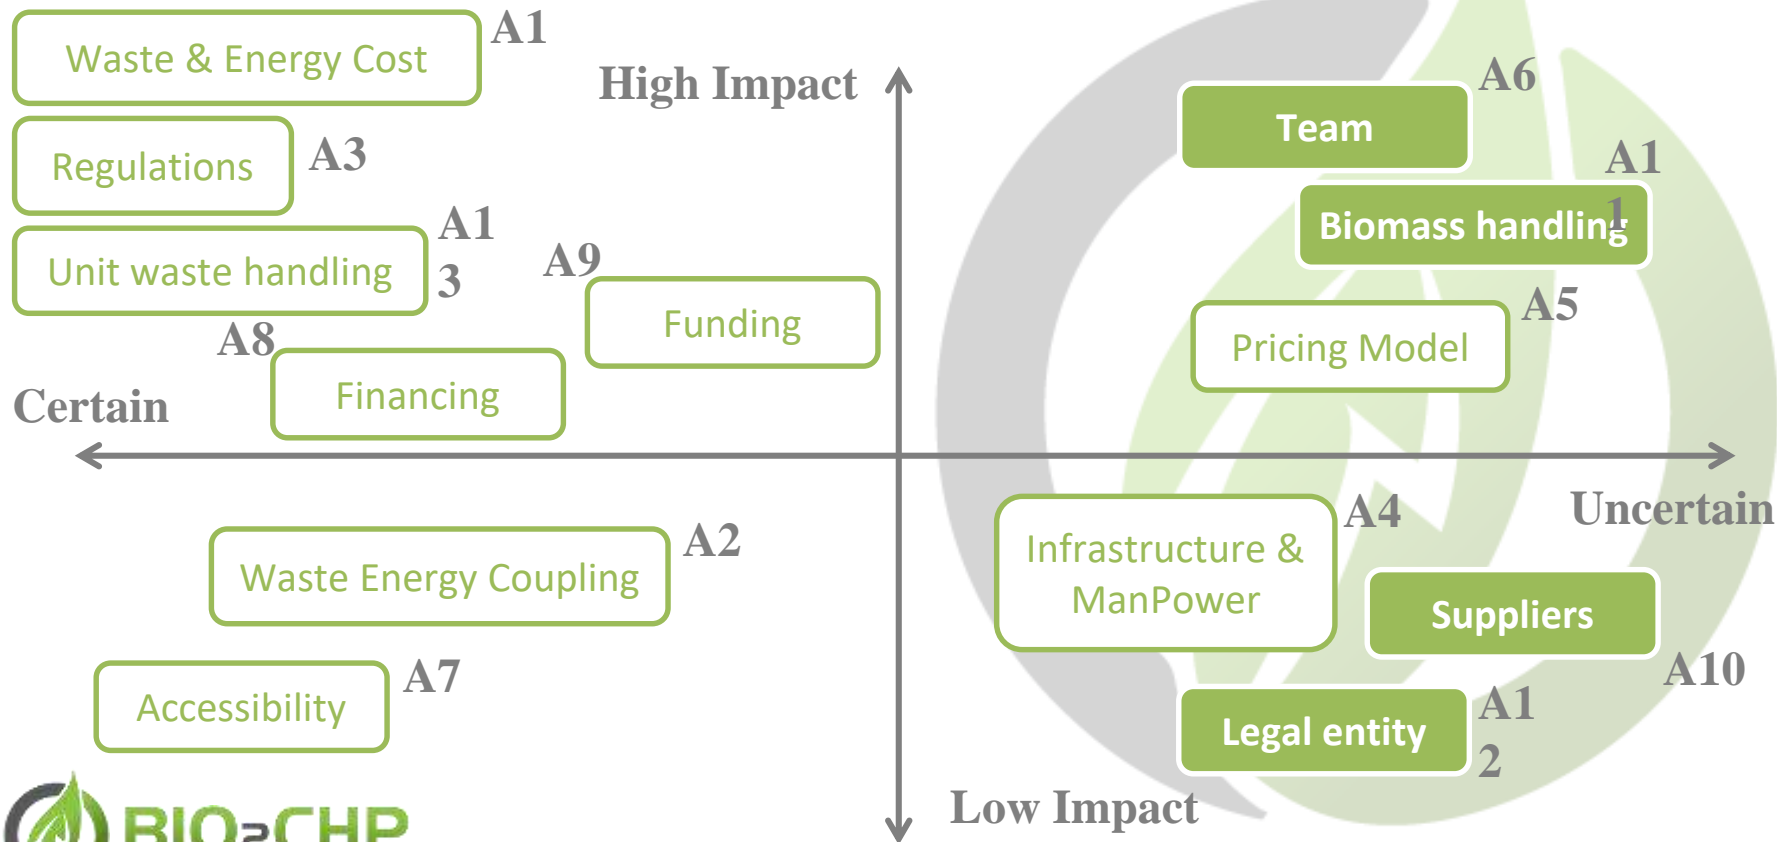 Waste & Energy Cost
A1
High Impact
A6
Team
Regulations
A3
A1
1
Biomass handling
Unit waste handling
A1
3
A9
Funding
A5
Pricing Model
A8
Financing
Certain
Uncertain
A4
Infrastructure &
ManPower
A2
Waste Energy Coupling
Suppliers
A10
A7
Accessibility
A1
2
Legal entity
Low Impact
BIO2CHP